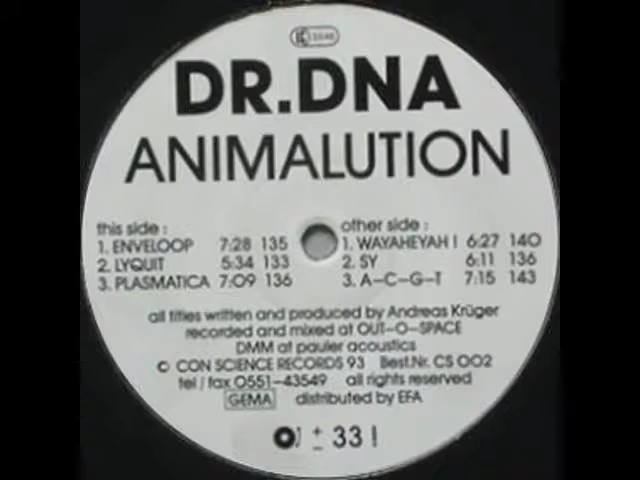 DR.DNA
ANIMALUTION
this side :
1. ENVELOOP 7:28 135
2. LYQUIT 5:34 133
3. PLASMATICA 7:09 136
other side :
1. WAYAHEYAH ! 6:27 140
2. SY 6:11 136
3. A-C-G-T 7:15 143
all titles written and produced by Andreas Krüger
recorded and mixed at OUT-O-SPACE
DMM at pauler acoustics
© CON SCIENCE RECORDS 93 Best.Nr. CS 002
tel / fax 0551-43549 all rights reserved
GEMA distributed by EFA
+ - 33 !